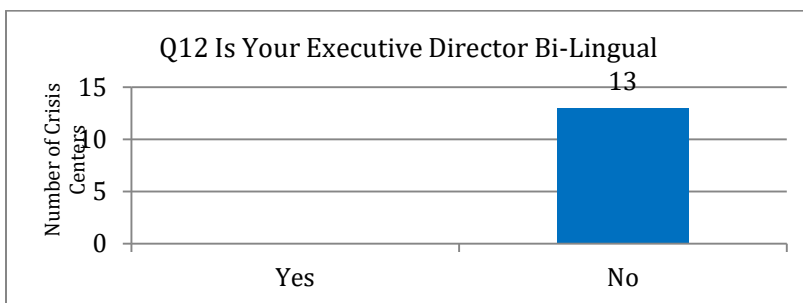 Q12 Is Your Executive Director Bi-Lingual
13
Number of Crisis
Centers
15
10
5
0
Yes
No